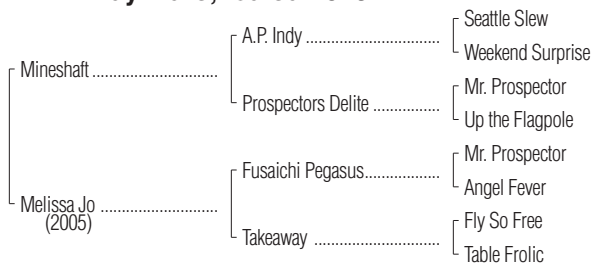 Seattle Slew
A.P. Indy
Weekend Surprise
Mineshaft
Mr. Prospector
Prospectors Delite
Up the Flagpole
Mr. Prospector
Fusaichi Pegasus
Angel Fever
Melissa Jo
(2005)
Fly So Free
Takeaway
Table Frolic